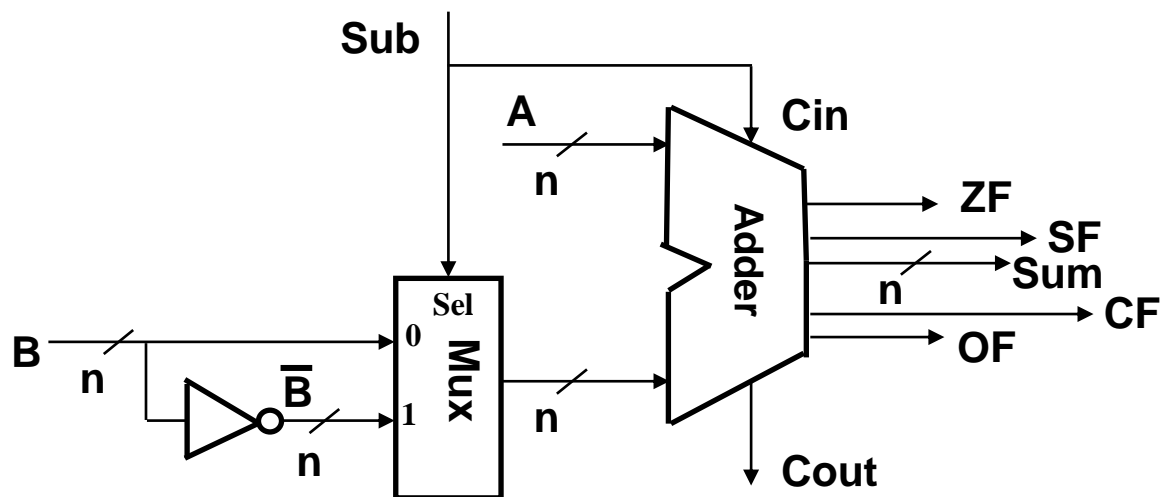 Sub
A
n
Cin
ZF
SF
n
Sum
CF
OF
Adder
Sel
0
Mux
1
B
n
B̅
n
n
Cout